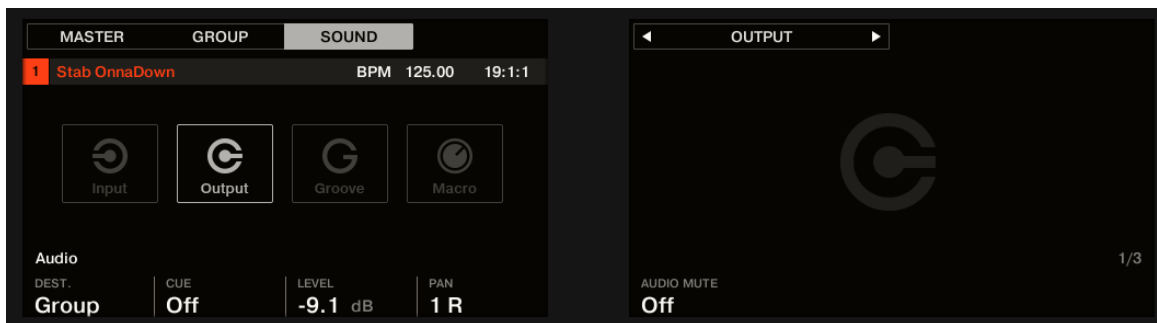 MASTER GROUP SOUND
1 Stab OnnaDown BPM 125.00 19:1:1
Input Output Groove Macro
Audio
DEST. CUE LEVEL PAN
Group Off -9.1 dB 1 R
OUTPUT
1/3
AUDIO MUTE
Off